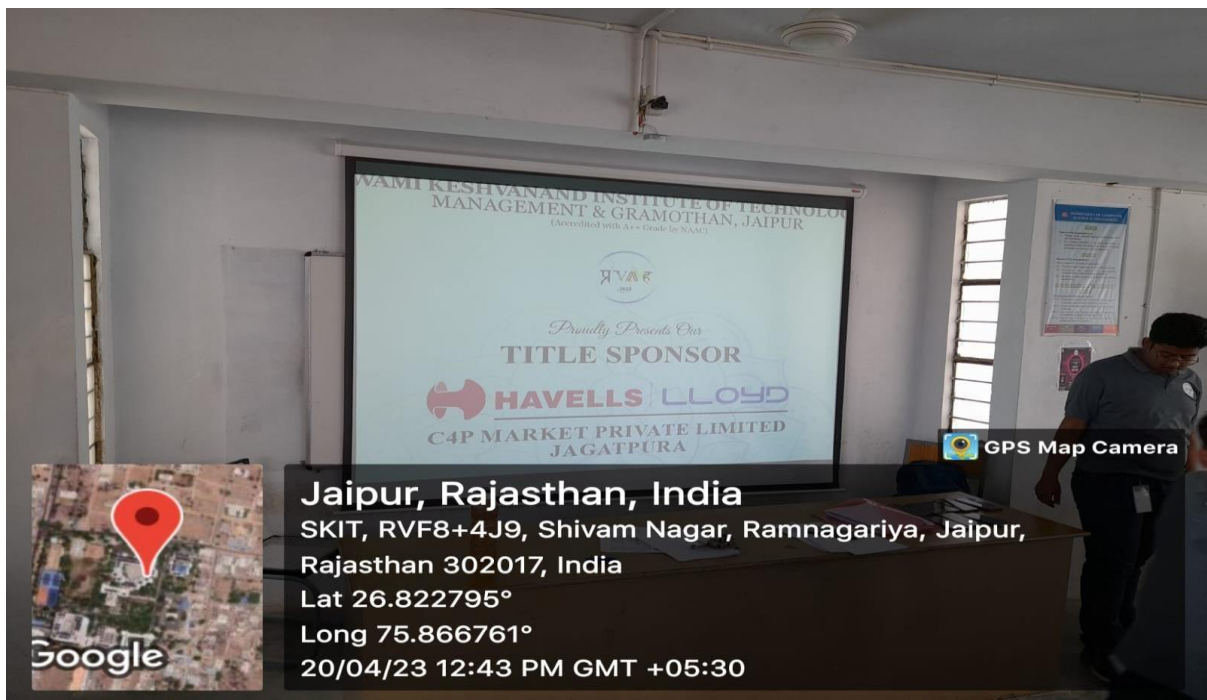 WAMI KESHVANAND INSTITUTE OF TECHNOLO
MANAGEMENT & GRAMOTHAN, JAIPUR
(Accredited with A++ Grade by NAAC)
Proudly Presents Our
TITLE SPONSOR
HAVELLS LLOYD
C4P MARKET PRIVATE LIMITED
JAGATPURA
DEPARTMENT OF COMPUTER
GPS Map Camera
Jaipur, Rajasthan, India
SKIT, RVF8+4J9, Shivam Nagar, Ramnagariya, Jaipur,
Rajasthan 302017, India
Lat 26.822795°
Long 75.866761°
20/04/23 12:43 PM GMT +05:30
Google